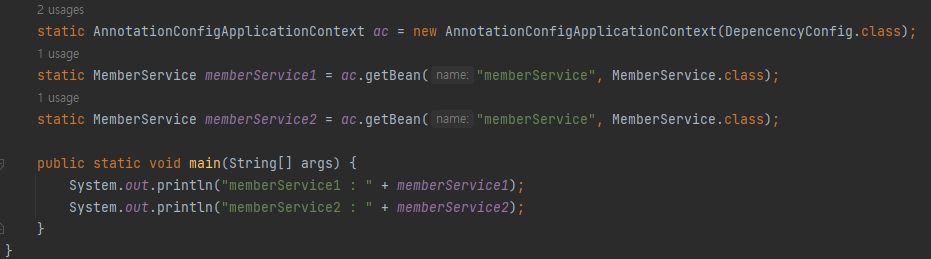 2 usages
static AnnotationConfigApplicationContext ac = new AnnotationConfigApplicationContext(DepencencyConfig.class);
1 usage
static MemberService memberService1 = ac.getBean( name: "memberService", MemberService.class);
1 usage
static MemberService memberService2 = ac.getBean( name: "memberService", MemberService.class);
public static void main(String[] args) {
System.out.println("memberService1 : " + memberService1);
System.out.println("memberService2 : " + memberService2);
}
}